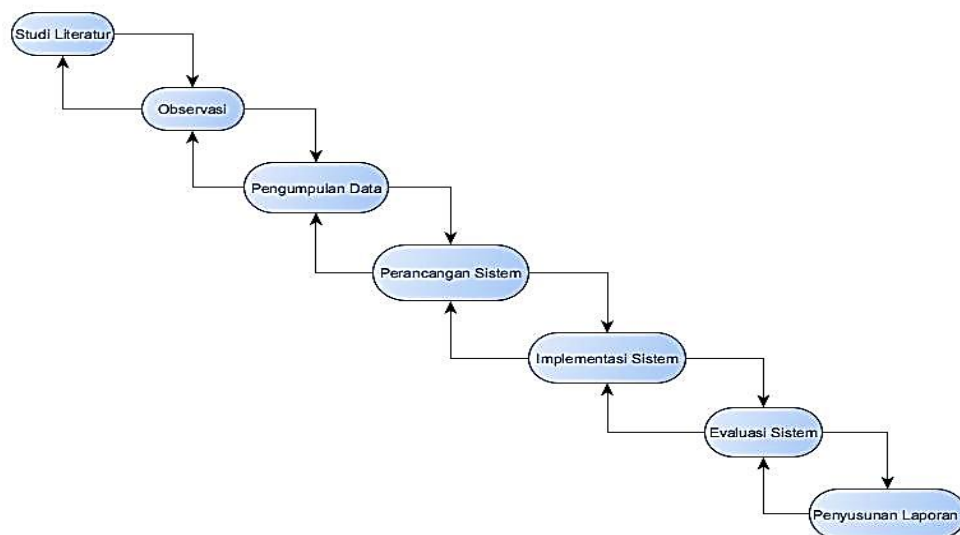 Studi Literatur
Observasi
Pengumpulan Data
Perancangan Sistem
Implementasi Sistem
Evaluasi Sistem
Penyusunan Laporan